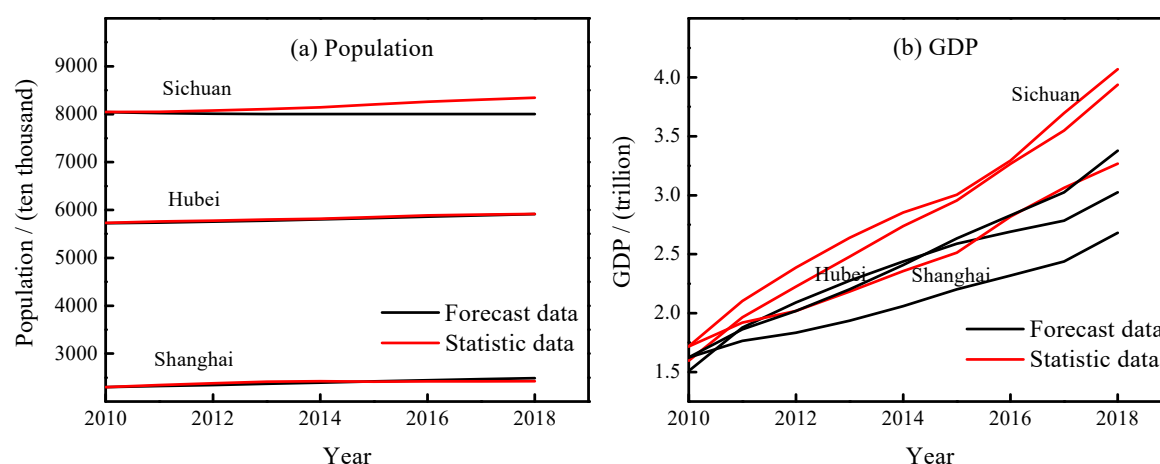 (a) Population
Population / (ten thousand)
9000
8000
7000
6000
5000
4000
3000
Sichuan
Hubei
Shanghai
Forecast data
Statistic data
2010 2012 2014 2016 2018
Year
(b) GDP
GDP / (trillion)
4.0
3.5
3.0
2.5
2.0
1.5
Sichuan
Hubei
Shanghai
Forecast data
Statistic data
2010 2012 2014 2016 2018
Year